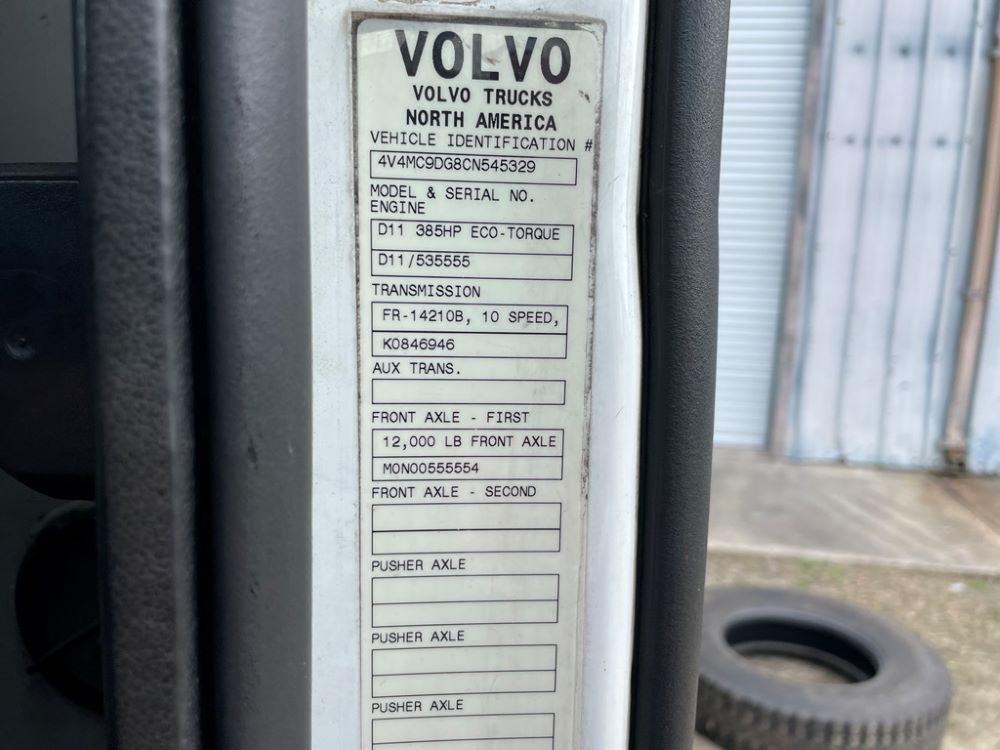 VOLVO
VOLVO TRUCKS
NORTH AMERICA
VEHICLE IDENTIFICATION #
4V4MC9DG8CN545329
MODEL & SERIAL NO.
ENGINE
D11 385HP ECO-TORQUE
D11/535555
TRANSMISSION
FR-14210B, 10 SPEED,
K0846946
AUX TRANS.
FRONT AXLE - FIRST
12,000 LB FRONT AXLE
MON00555554
FRONT AXLE - SECOND
PUSHER AXLE
PUSHER AXLE
PUSHER AXLE